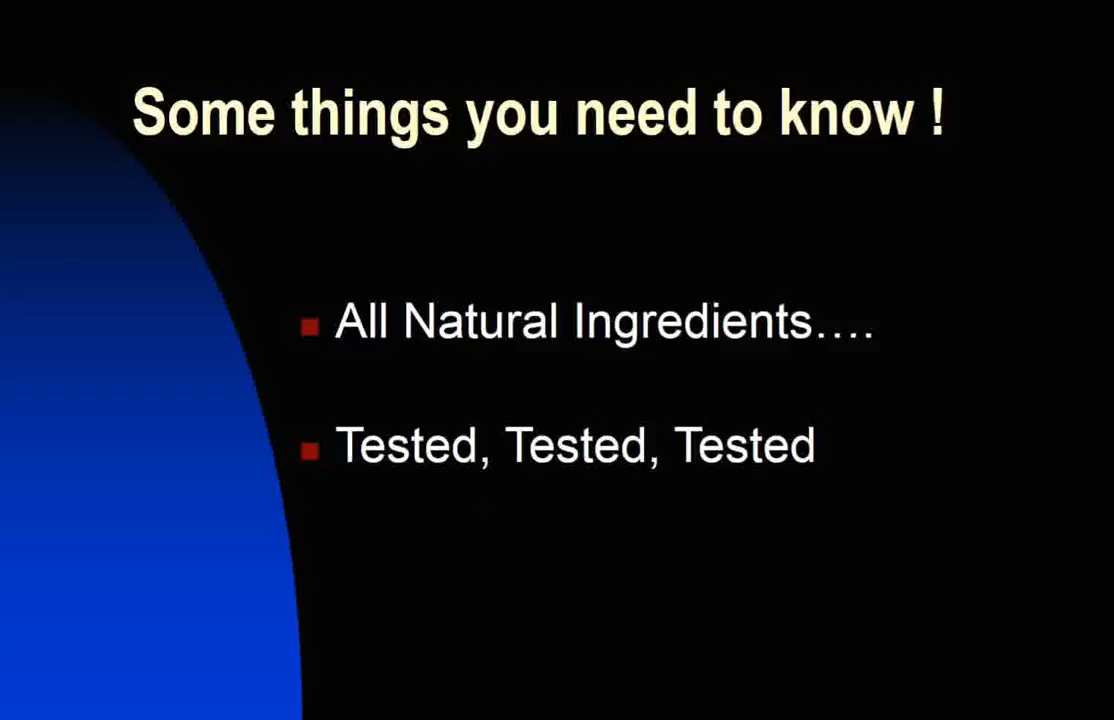 Some things you need to know !
All Natural Ingredients….
Tested, Tested, Tested